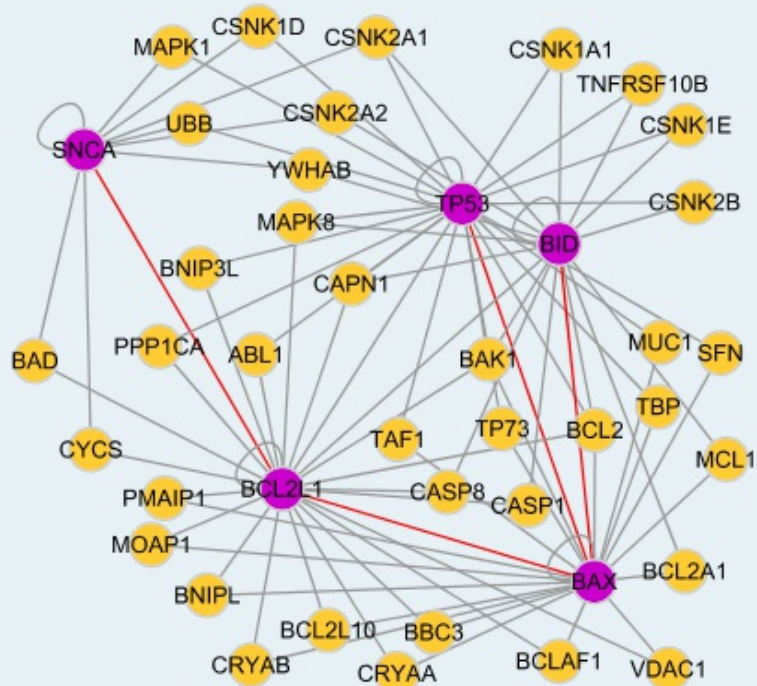 CSNK1D
MAPK1
CSNK2A1
CSNK1A1
TNFRSF10B
UBB
CSNK2A2
CSNK1E
SNCA
YWHAB
TP53
CSNK2B
MAPK8
BID
BNIP3L
CAPN1
PPP1CA
ABL1
BAK1
MUC1
SFN
BAD
TBP
CYCS
TAF1
TP73
BCL2
MCL1
BCL2L1
PMAIP1
CASP8
CASP1
MOAP1
BAX
BCL2A1
BNIPL
BCL2L10
BBC3
CRYAB
CRYAA
BCLAF1
VDAC1